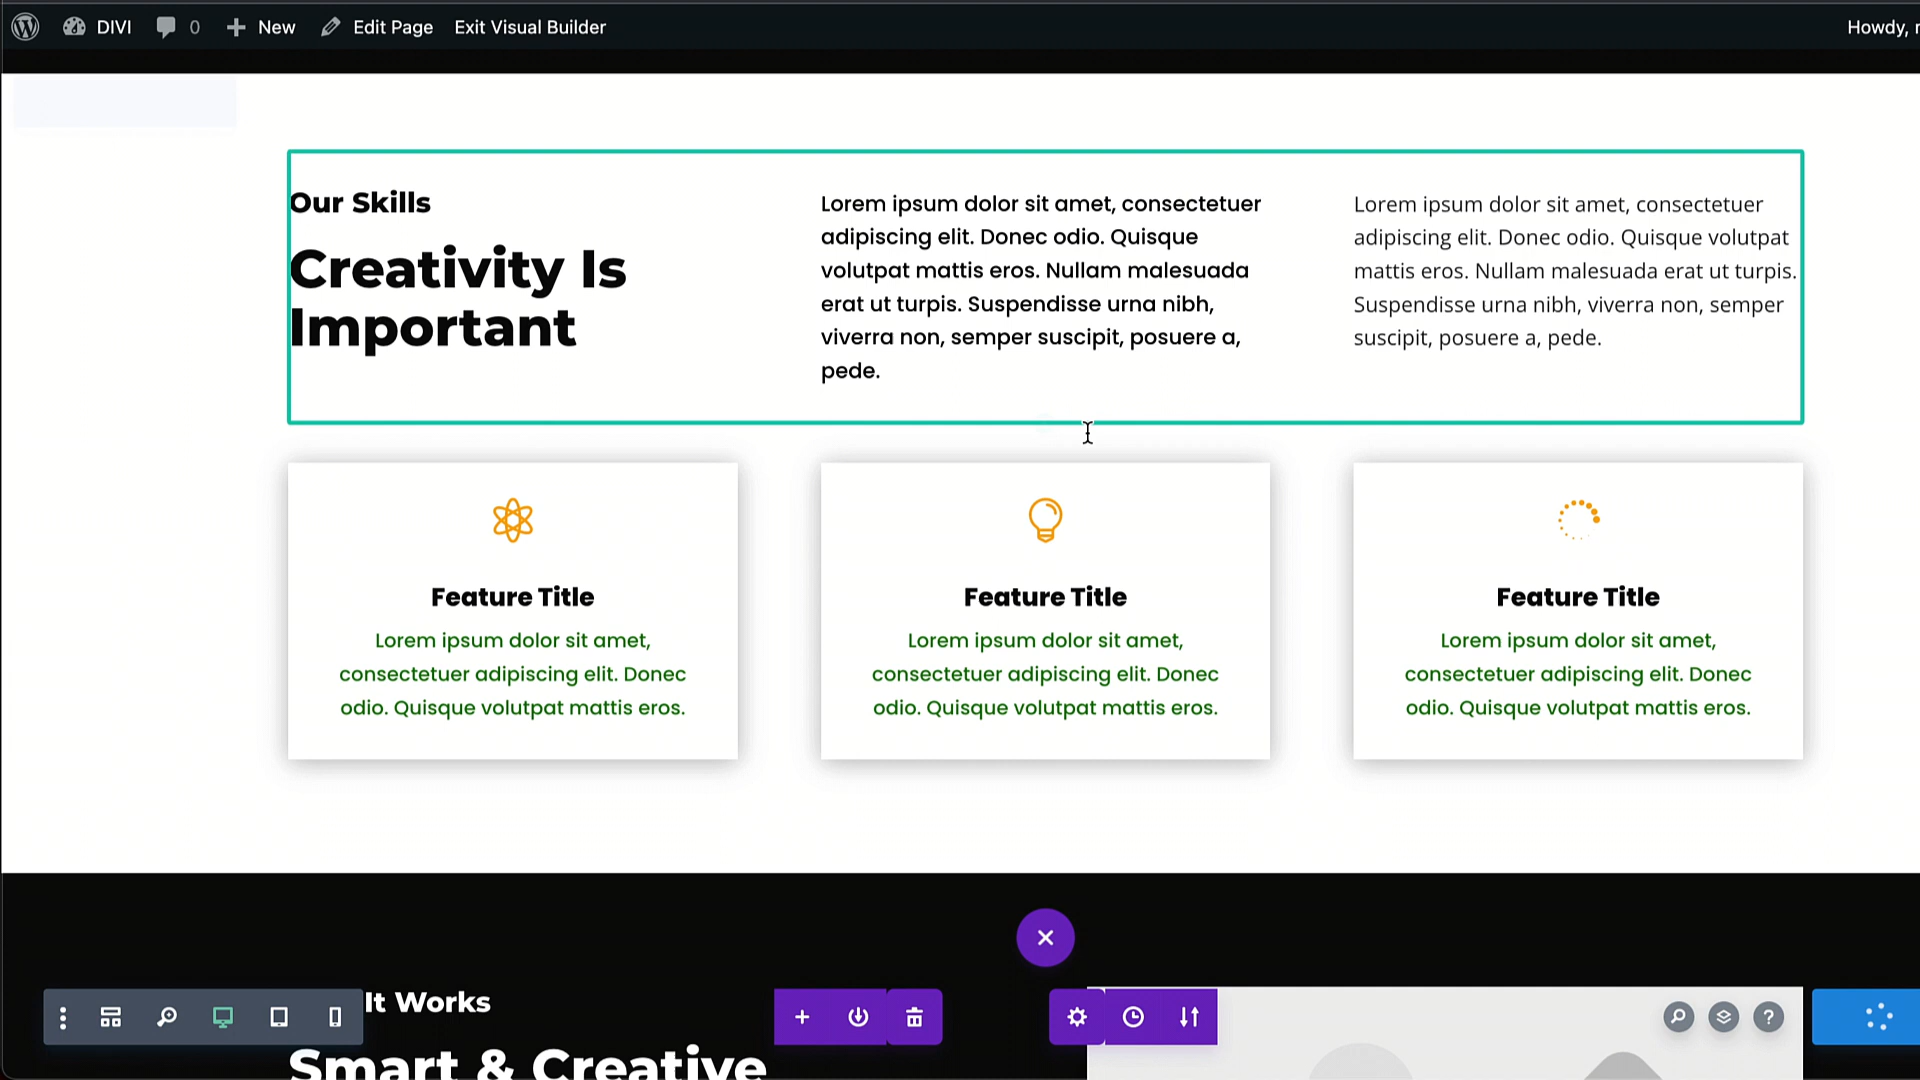 DIVI
0
New
Edit Page
Exit Visual Builder
Howdy, r
Our Skills
Creativity Is
Important
Lorem ipsum dolor sit amet, consectetuer
adipiscing elit. Donec odio. Quisque
volutpat mattis eros. Nullam malesuada
erat ut turpis. Suspendisse urna nibh,
viverra non, semper suscipit, posuere a,
pede.
Lorem ipsum dolor sit amet, consectetuer
adipiscing elit. Donec odio. Quisque volutpat
mattis eros. Nullam malesuada erat ut turpis.
Suspendisse urna nibh, viverra non, semper
suscipit, posuere a, pede.
Feature Title
Lorem ipsum dolor sit amet,
consectetuer adipiscing elit. Donec
odio. Quisque volutpat mattis eros.
Feature Title
Lorem ipsum dolor sit amet,
consectetuer adipiscing elit. Donec
odio. Quisque volutpat mattis eros.
Feature Title
Lorem ipsum dolor sit amet,
consectetuer adipiscing elit. Donec
odio. Quisque volutpat mattis eros.
It Works
Smart & Creative